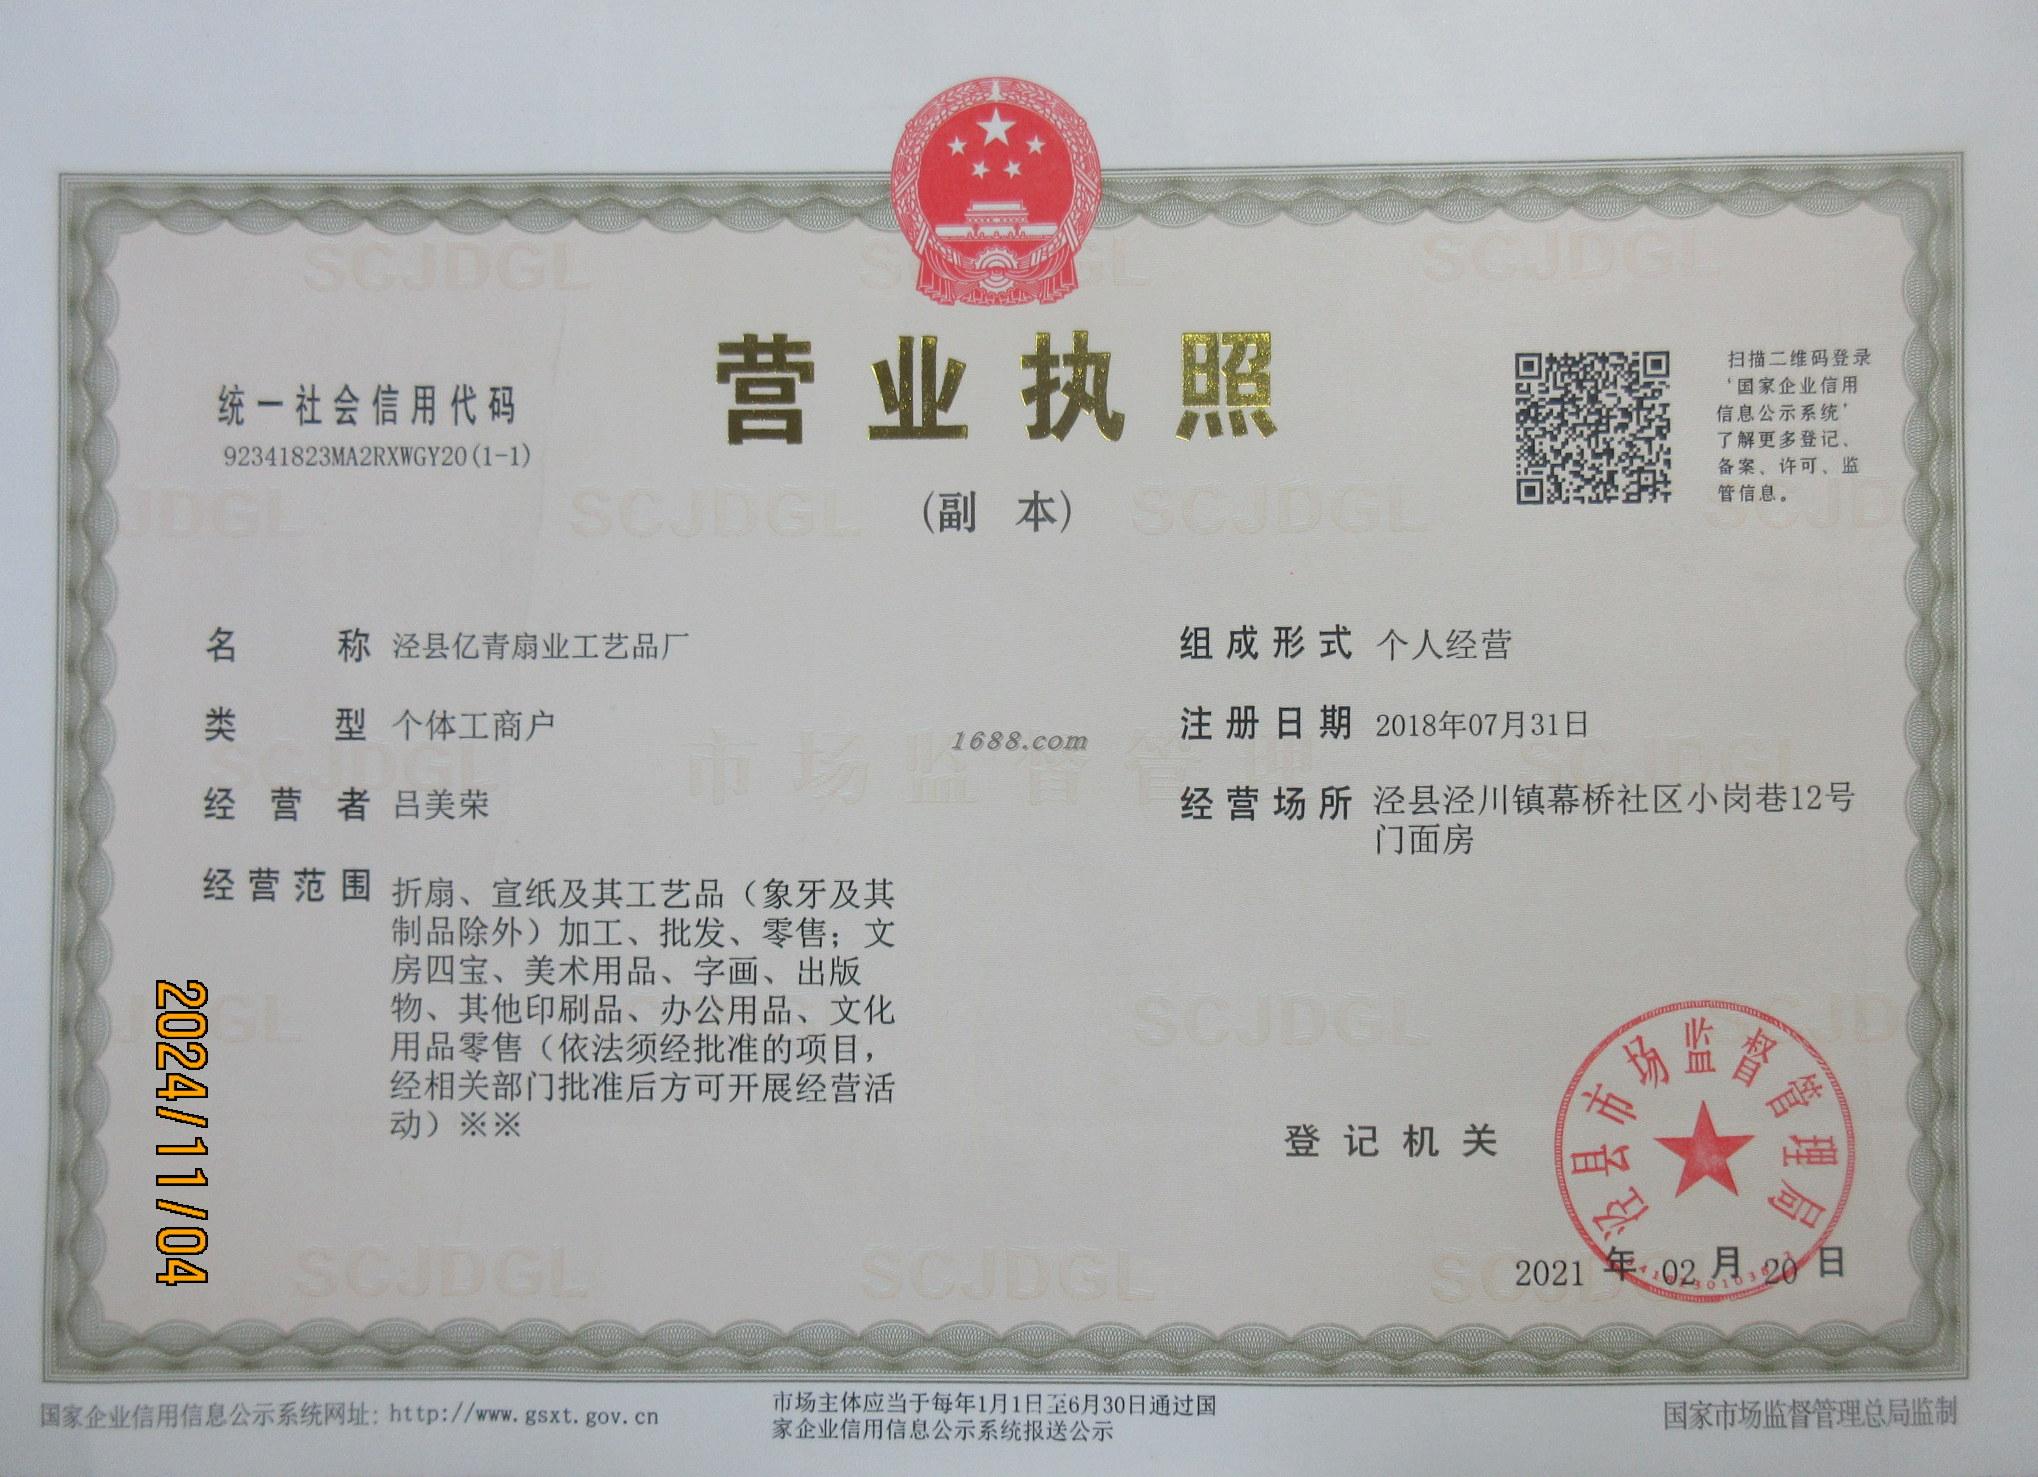 营业执照
(副 本)
统一社会信用代码
92341823MA2RXWGY20(1-1)
扫描二维码登录
‘国家企业信用
信息公示系统’
了解更多登记、
备案、许可、监
管信息。
名 称 泾县亿青扇业工艺品厂
类 型 个体工商户
经 营 者 吕美荣
经营范围 折扇、宣纸及其工艺品（象牙及其
制品除外）加工、批发、零售；文
房四宝、美术用品、字画、出版
物、其他印刷品、办公用品、文化
用品零售（依法须经批准的项目，
经相关部门批准后方可开展经营活
动）※※
组成形式 个人经营
注册日期 2018年07月31日
经营场所 泾县泾川镇幕桥社区小岗巷12号
门面房
1688.com
市场监督管理
SCJDGL
登记机关
泾县市场监督管理局
2021 年 02 月 20 日
2024/11/04
国家企业信用信息公示系统网址: http://www.gsxt.gov.cn
市场主体应当于每年1月1日至6月30日通过国
家企业信用信息公示系统报送公示
国家市场监督管理总局监制